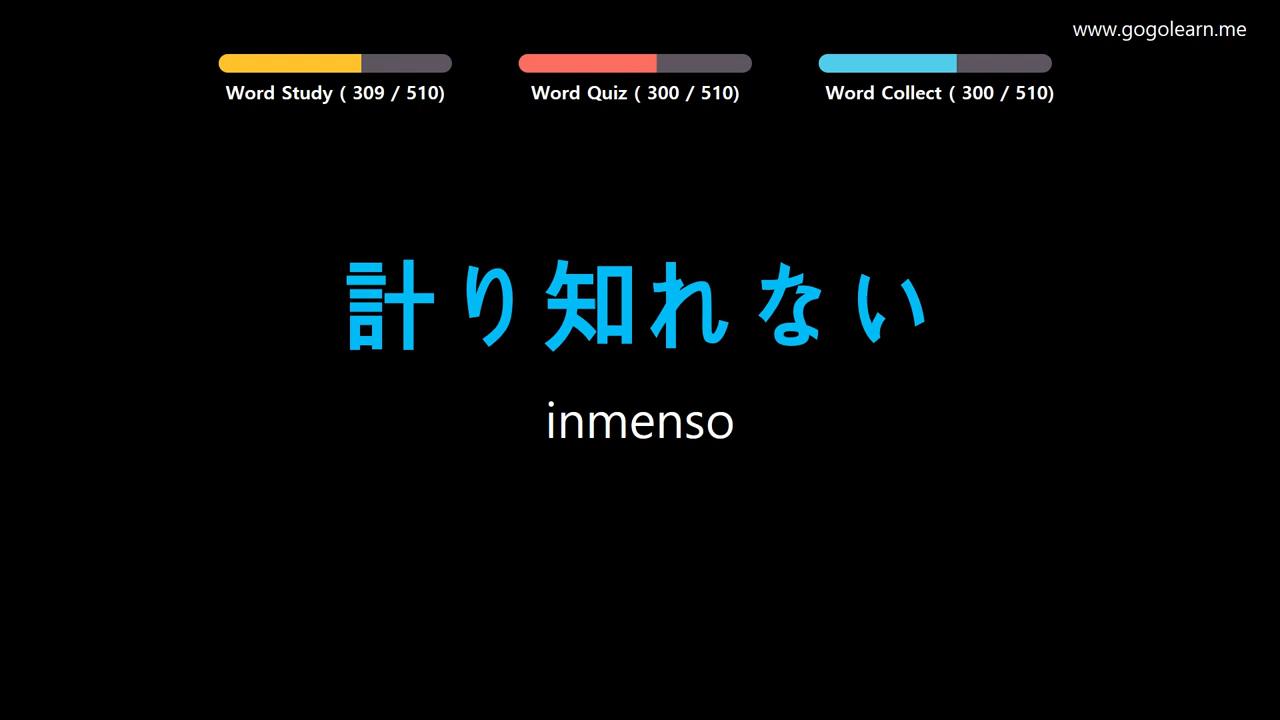 www.gogolearn.me
Word Study ( 309 / 510)
Word Quiz ( 300 / 510)
Word Collect ( 300 / 510)
計り知れない
inmenso